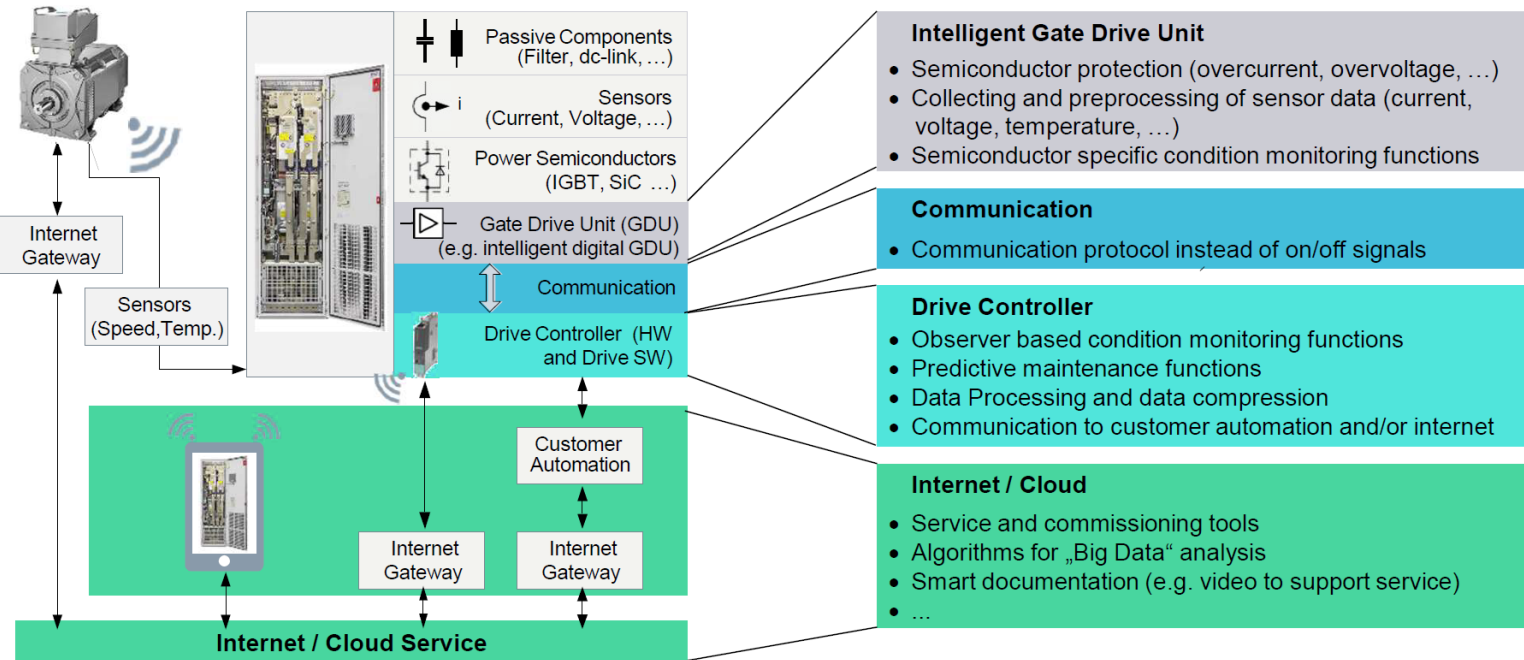 Passive Components
(Filter, dc-link, …)
Sensors
(Current, Voltage, …)
i
Power Semiconductors
(IGBT, SiC …)
Gate Drive Unit (GDU)
(e.g. intelligent digital GDU)
Communication
Drive Controller (HW
and Drive SW)
Internet
Gateway
Sensors
(Speed,Temp.)
Customer
Automation
Internet
Gateway
Internet
Gateway
Internet / Cloud Service
Intelligent Gate Drive Unit
• Semiconductor protection (overcurrent, overvoltage, …)
• Collecting and preprocessing of sensor data (current,
voltage, temperature, …)
• Semiconductor specific condition monitoring functions
Communication
• Communication protocol instead of on/off signals
Drive Controller
• Observer based condition monitoring functions
• Predictive maintenance functions
• Data Processing and data compression
• Communication to customer automation and/or internet
Internet / Cloud
• Service and commissioning tools
• Algorithms for „Big Data“ analysis
• Smart documentation (e.g. video to support service)
• ...